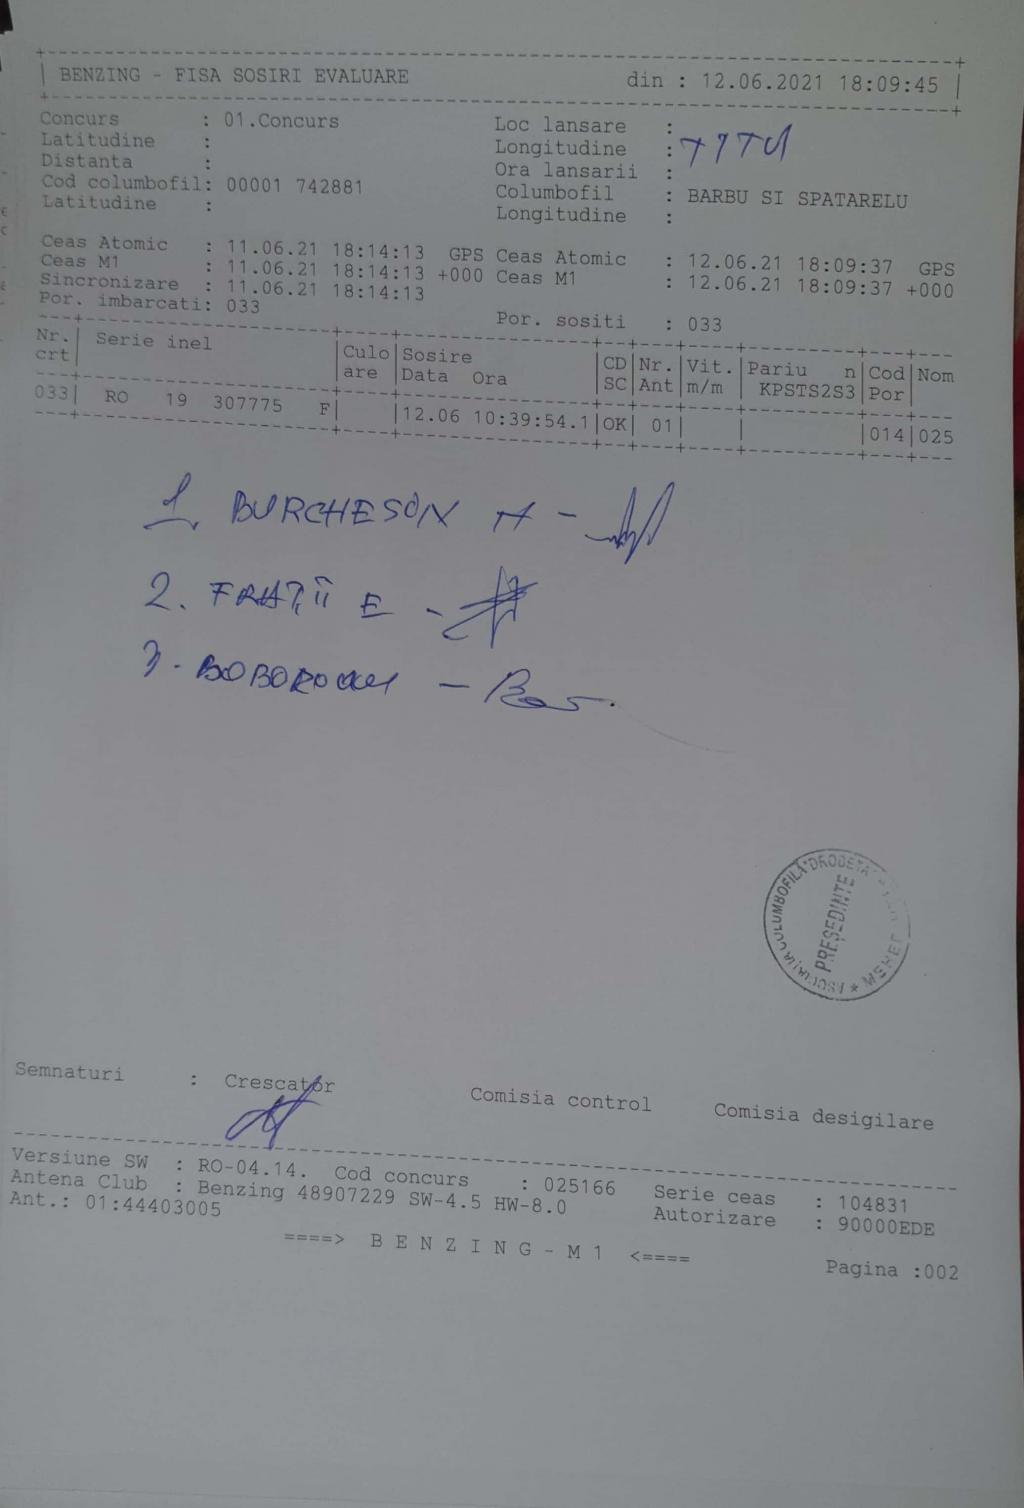 BENZING - FISA SOSIRI EVALUARE din : 12.06.2021 18:09:45
Concurs : 01.Concurs Loc lansare :
Latitudine : Longitudine : TITU
Distanta : Ora lansarii :
Cod columbofil: 00001 742881 Columbofil : BARBU SI SPATARELU
Latitudine : Longitudine :
Ceas Atomic : 11.06.21 18:14:13 GPS Ceas Atomic : 12.06.21 18:09:37 GPS
Ceas M1 : 11.06.21 18:14:13 +000 Ceas M1 : 12.06.21 18:09:37 +000
Sincronizare : 11.06.21 18:14:13
Por. imbarcati: 033 Por. sositi : 033
Nr. Serie inel Culo Sosire CD Nr. Vit. Pariu n Cod Nom
crt are Data Ora SC Ant m/m KPSTS2S3 Por
033 RO 19 307775 F 12.06 10:39:54.1 OK 01 014 025
1. BURCHESON H -
2. FRAȚII E -
3. -
ASOCIAȚIA COLUMBOFILĂ DROBETA
PREȘEDINTE
Semnaturi : Crescator Comisia control Comisia desigilare
Versiune SW : RO-04.14. Cod concurs : 025166 Serie ceas : 104831
Antena Club : Benzing 48907229 SW-4.5 HW-8.0 Autorizare : 90000EDE
Ant.: 01:44403005
====> B E N Z I N G - M 1 <====
Pagina :002